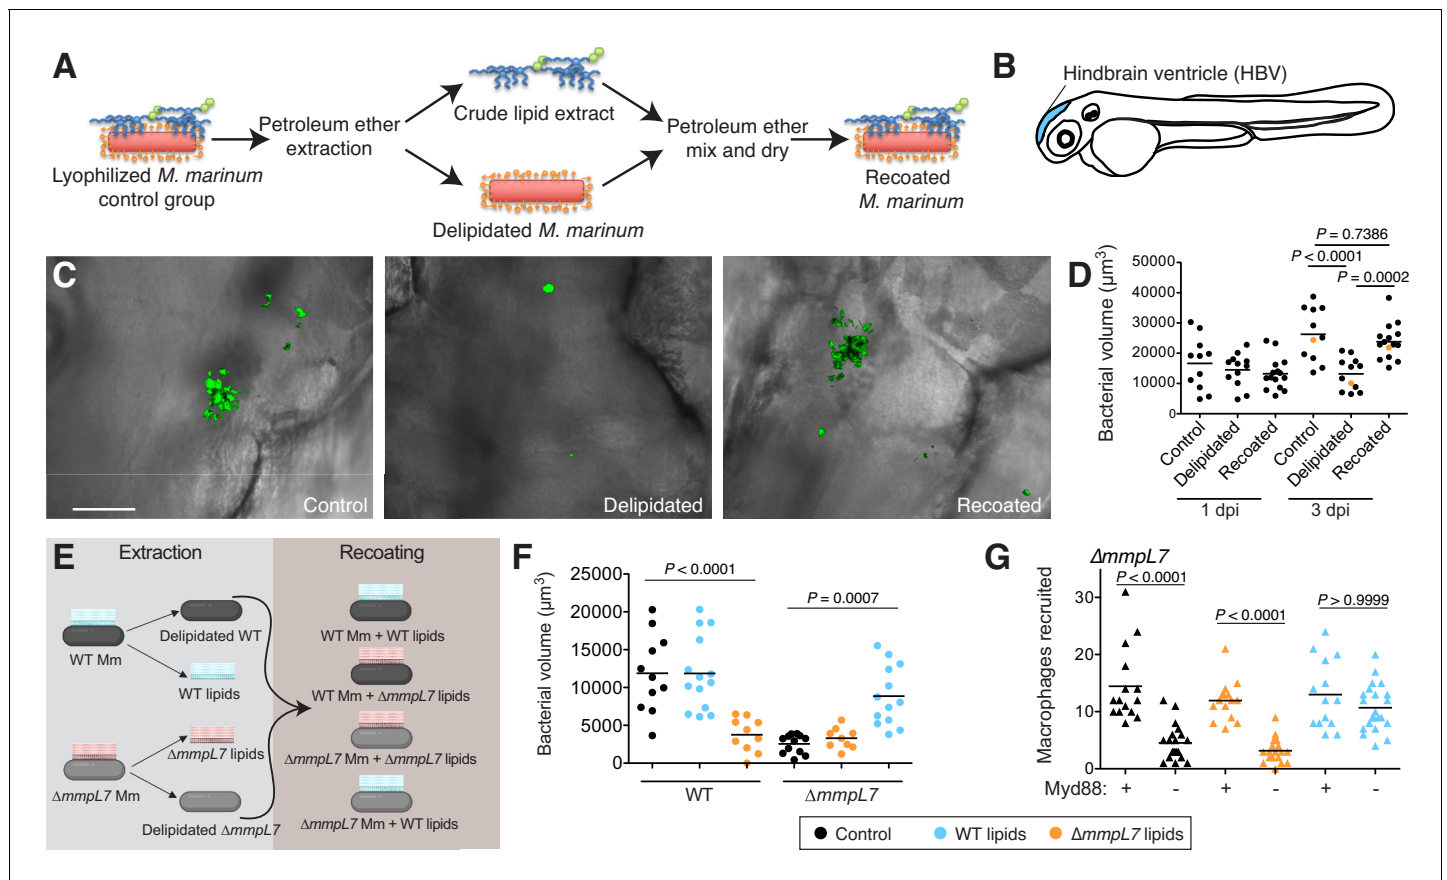 A
Lyophilized M. marinum
control group
Petroleum ether
extraction
Crude lipid extract
Delipidated M. marinum
Petroleum ether
mix and dry
Recoated
M. marinum
B
Hindbrain ventricle (HBV)
C
Control
Delipidated
Recoated
D
P = 0.7386
P < 0.0001
P = 0.0002
Bacterial volume (µm³)
50000
40000
30000
20000
10000
0
Control
Delipidated
Recoated
Control
Delipidated
Recoated
1 dpi
3 dpi
E
Extraction
Recoating
WT Mm
Delipidated WT
WT lipids
ΔmmpL7 Mm
ΔmmpL7 lipids
Delipidated ΔmmpL7
WT Mm + WT lipids
WT Mm + ΔmmpL7 lipids
ΔmmpL7 Mm + ΔmmpL7 lipids
ΔmmpL7 Mm + WT lipids
F
P < 0.0001
P = 0.0007
Bacterial volume (µm³)
25000
20000
15000
10000
5000
0
WT
ΔmmpL7
G
ΔmmpL7
P < 0.0001
P < 0.0001
P > 0.9999
Macrophages recruited
30
20
10
0
Myd88: + - + - + -
Control WT lipids ΔmmpL7 lipids